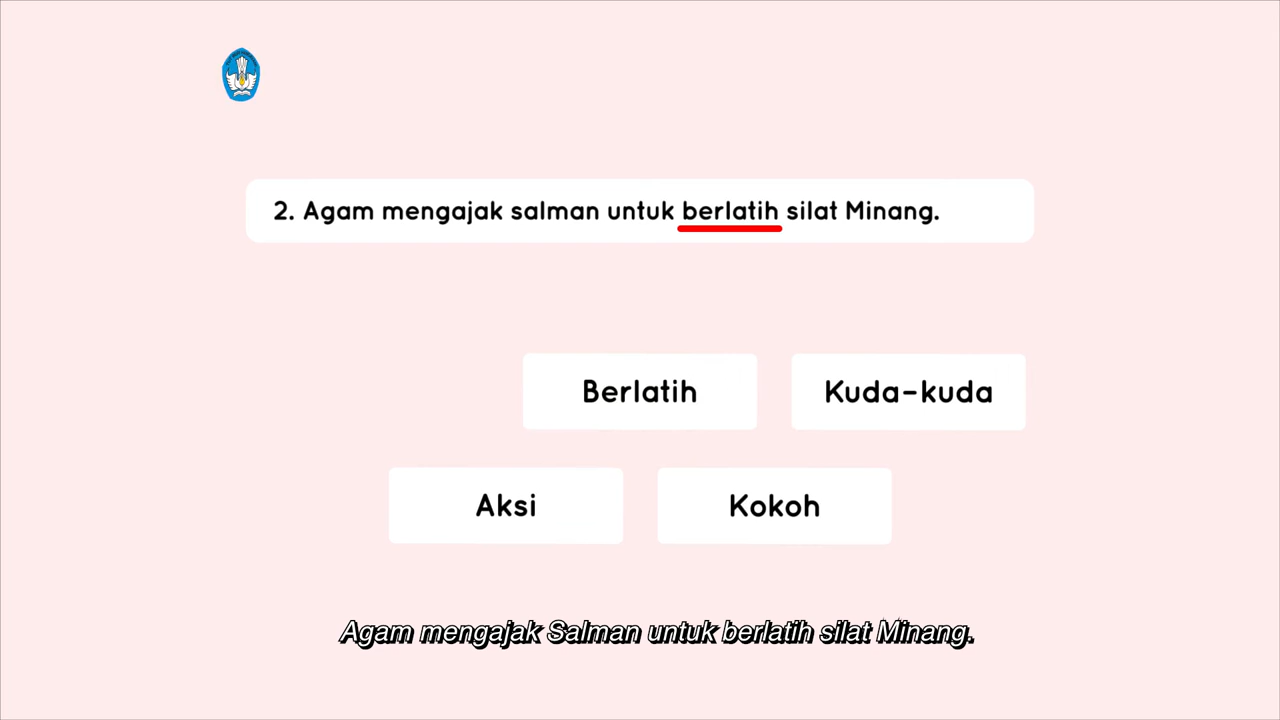 2. Agam mengajak salman untuk berlatih silat Minang.
Berlatih
Kuda-kuda
Aksi
Kokoh
Agam mengajak Salman untuk berlatih silat Minang.